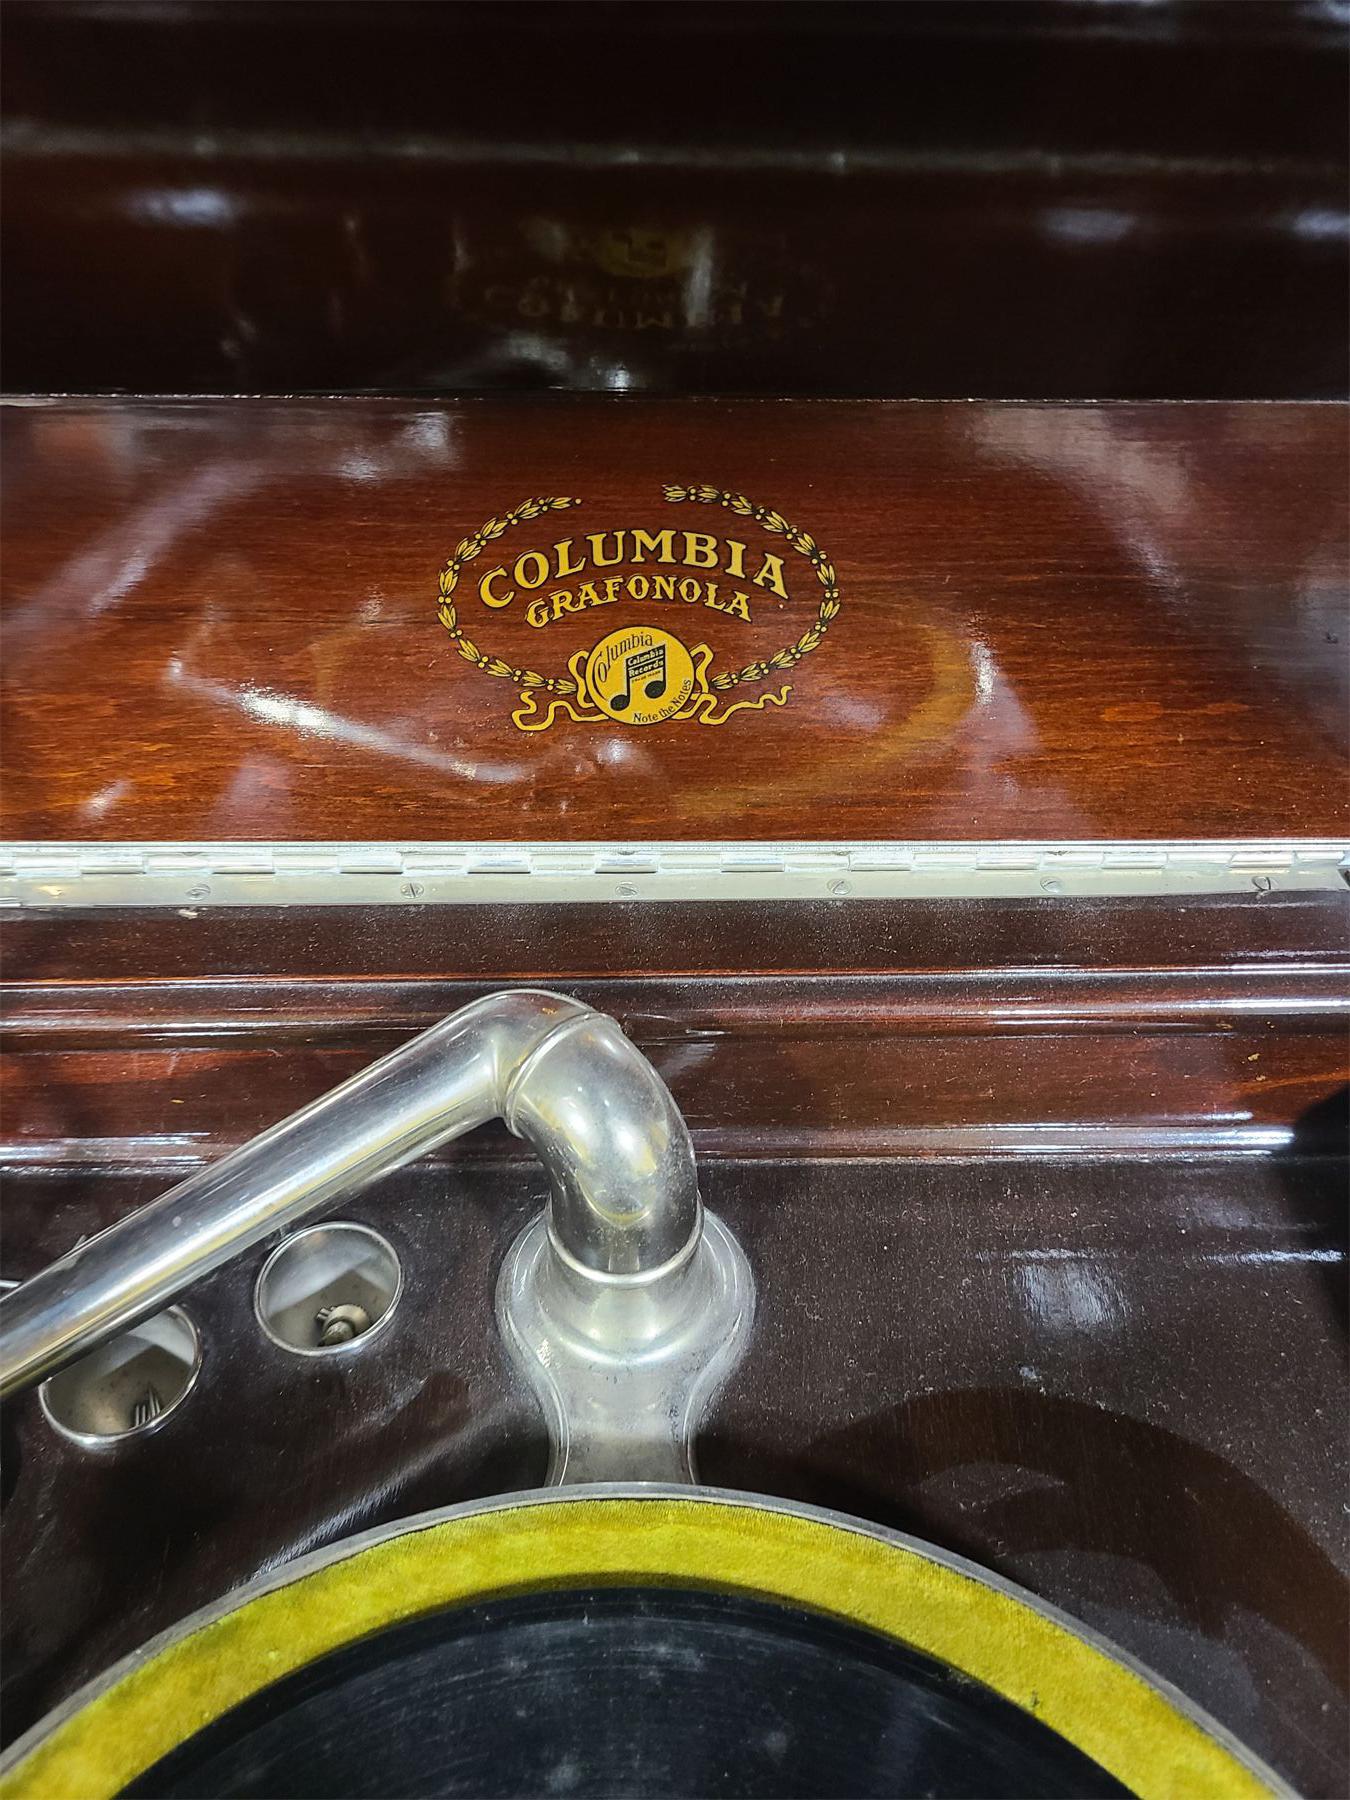 COLUMBIA
GRAFONOLA
Columbia
Columbia
Records
Note the Notes